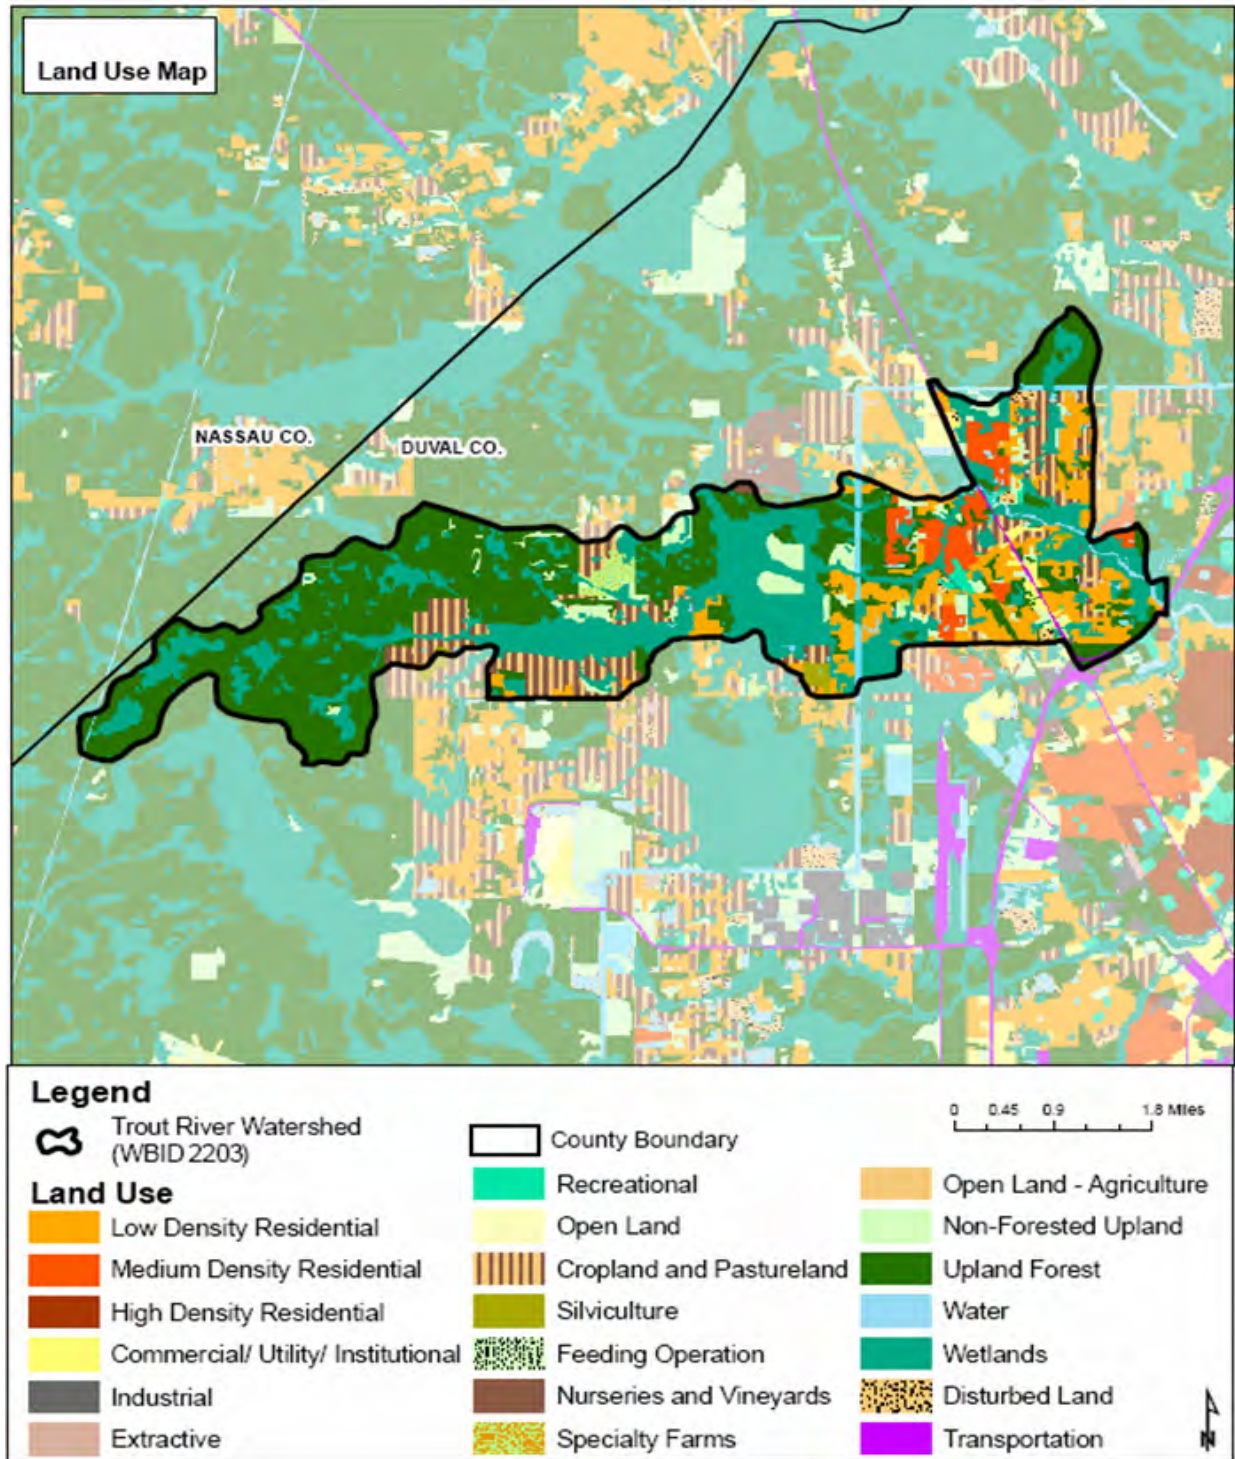 Land Use Map
NASSAU CO.
DUVAL CO.
Legend
Trout River Watershed
(WBID 2203)
Land Use
Low Density Residential
Medium Density Residential
High Density Residential
Commercial/ Utility/ Institutional
Industrial
Extractive
County Boundary
Recreational
Open Land
Cropland and Pastureland
Silviculture
Feeding Operation
Nurseries and Vineyards
Specialty Farms
0 0.45 0.9 1.8 Miles
Open Land - Agriculture
Non-Forested Upland
Upland Forest
Water
Wetlands
Disturbed Land
Transportation
N